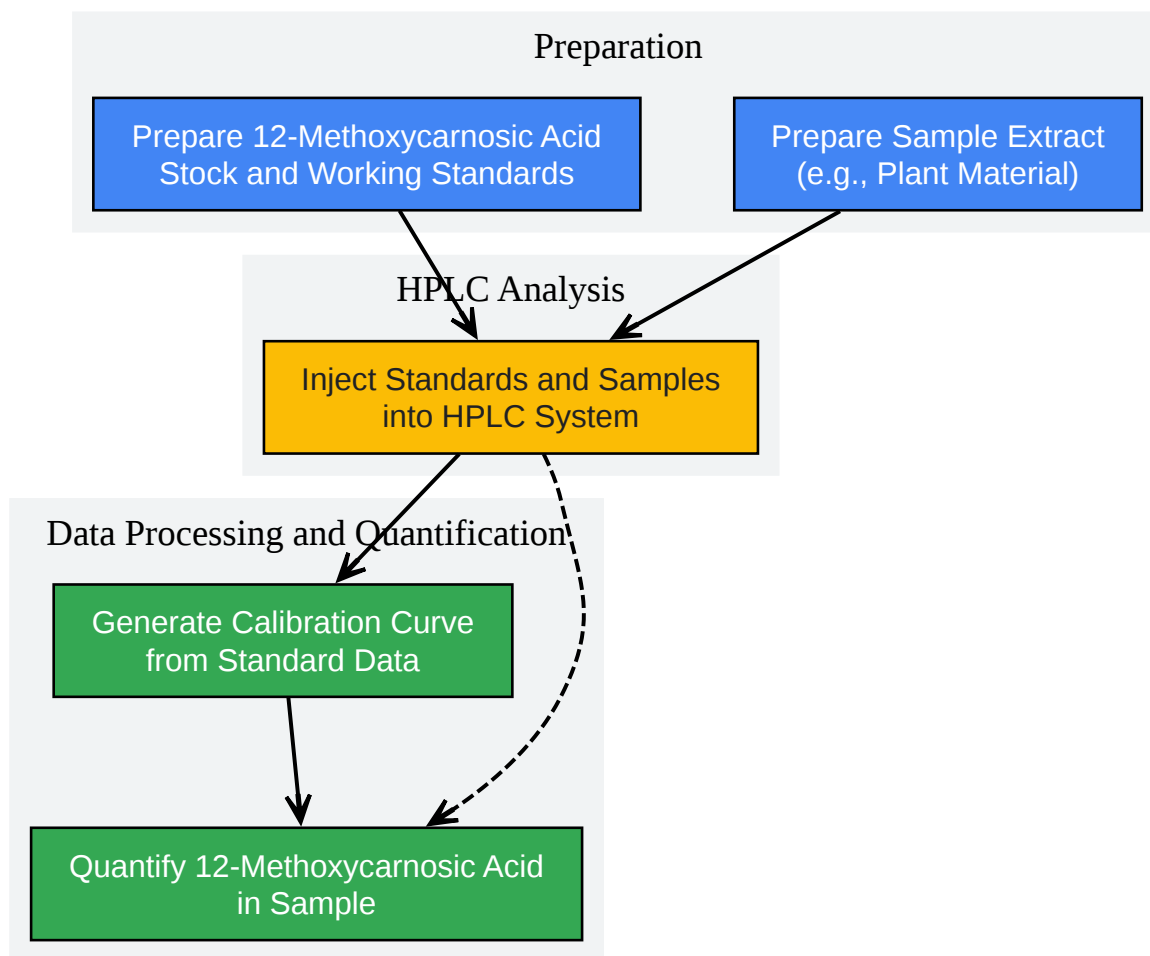 Preparation
Prepare 12-Methoxycarnosic Acid
Stock and Working Standards
Prepare Sample Extract
(e.g., Plant Material)
HPLC Analysis
Inject Standards and Samples
into HPLC System
Data Processing and Quantification
Generate Calibration Curve
from Standard Data
Quantify 12-Methoxycarnosic Acid
in Sample